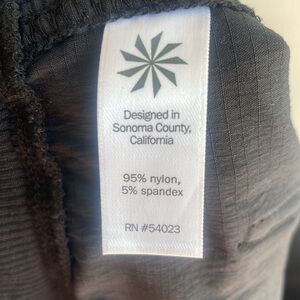 Designed in
Sonoma County,
California
95% nylon,
5% spandex
RN #54023